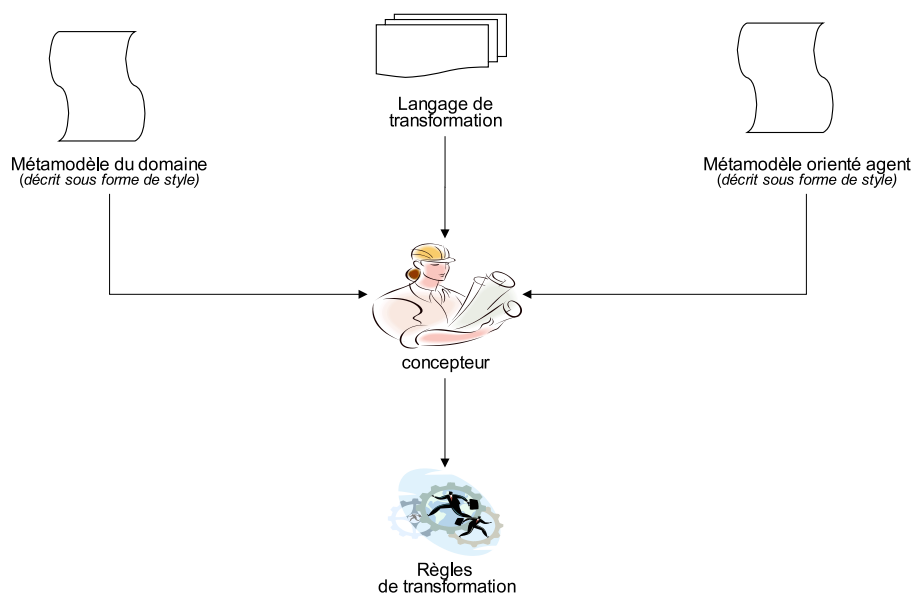 Langage de
transformation
Métamodèle du domaine
(décrit sous forme de style)
Métamodèle orienté agent
(décrit sous forme de style)
concepteur
Règles
de transformation